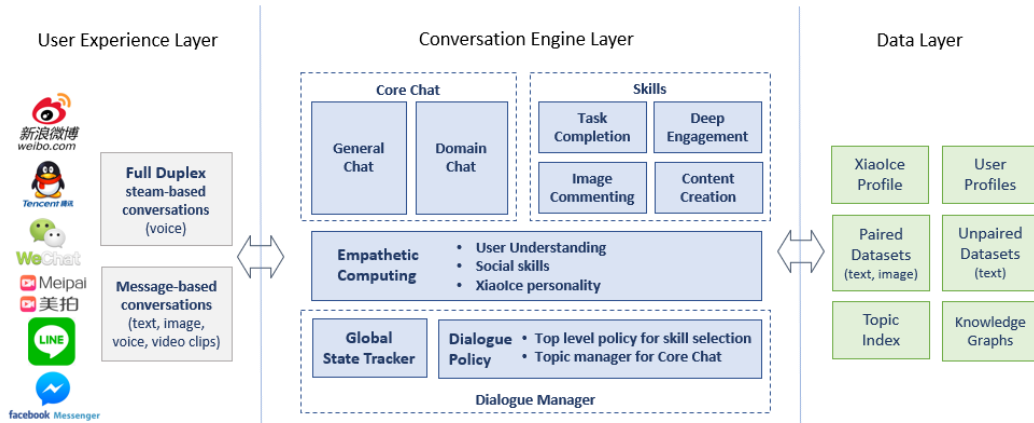 User Experience Layer
Conversation Engine Layer
Data Layer
新浪微博
weibo.com
Tencent 腾讯
WeChat
Meipai
美拍
LINE
facebook Messenger
Full Duplex
steam-based
conversations
(voice)
Message-based
conversations
(text, image,
voice, video clips)
Core Chat
General
Chat
Domain
Chat
Skills
Task
Completion
Deep
Engagement
Image
Commenting
Content
Creation
Empathetic
Computing
• User Understanding
• Social skills
• XiaoIce personality
Global
State Tracker
Dialogue
Policy
• Top level policy for skill selection
• Topic manager for Core Chat
Dialogue Manager
XiaoIce
Profile
User
Profiles
Paired
Datasets
(text, image)
Unpaired
Datasets
(text)
Topic
Index
Knowledge
Graphs